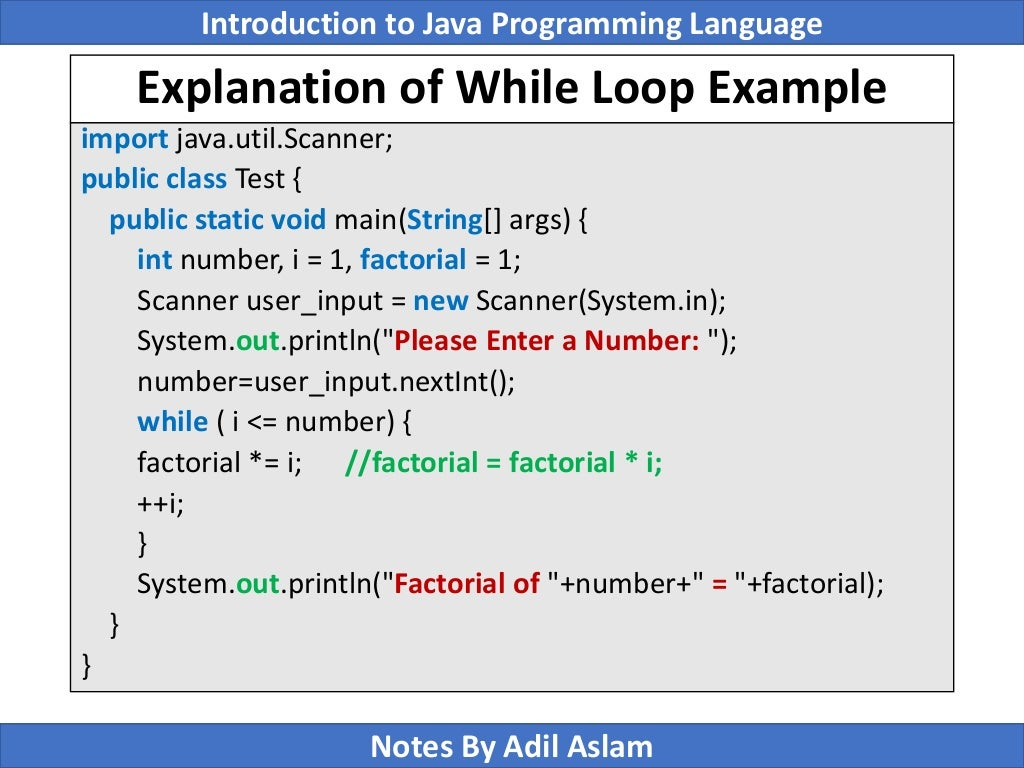 Introduction to Java Programming Language
Explanation of While Loop Example
import java.util.Scanner;
public class Test {
public static void main(String[] args) {
int number, i = 1, factorial = 1;
Scanner user_input = new Scanner(System.in);
System.out.println("Please Enter a Number: ");
number=user_input.nextInt();
while ( i <= number) {
factorial *= i; //factorial = factorial * i;
++i;
}
System.out.println("Factorial of "+number+" = "+factorial);
}
}
Notes By Adil Aslam